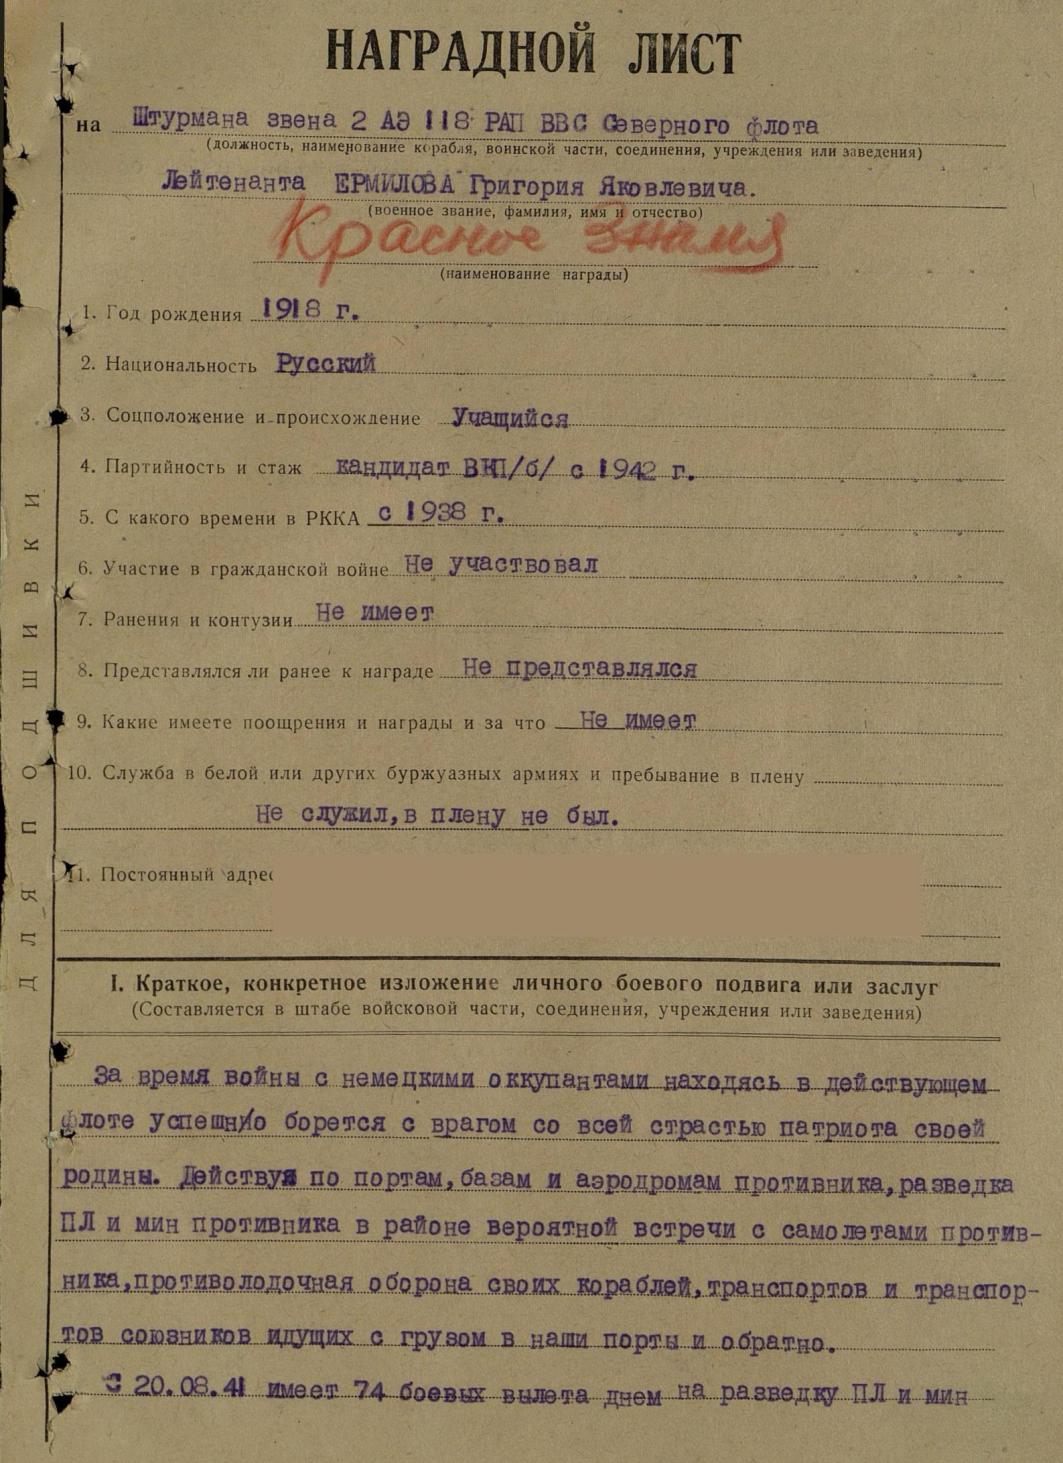 НАГРАДНОЙ ЛИСТ
на Штурмана звена 2 АЭ 118 РАП ВВС Северного флота
(должность, наименование корабля, воинской части, соединения, учреждения или заведения)
Лейтенанта ЕРМИЛОВА Григория Яковлевича.
(военное звание, фамилия, имя и отчество)
Красное Знамя
(наименование награды)
1. Год рождения 1918 г.
2. Национальность Русский
3. Соцположение и происхождение Учащийся
4. Партийность и стаж кандидат ВКП/б/ с 1942 г.
5. С какого времени в РККА с 1938 г.
6. Участие в гражданской войне Не участвовал
7. Ранения и контузии Не имеет
8. Представлялся ли ранее к награде Не представлялся
9. Какие имеете поощрения и награды и за что Не имеет
10. Служба в белой или других буржуазных армиях и пребывание в плену
Не служил, в плену не был.
11. Постоянный адрес
I. Краткое, конкретное изложение личного боевого подвига или заслуг
(Составляется в штабе войсковой части, соединения, учреждения или заведения)
За время войны с немецкими оккупантами находясь в действующем
флоте успешн/о борется с врагом со всей страстью патриота своей
родины. Действуя по портам, базам и аэродромам противника, разведка
ПЛ и мин противника в районе вероятной встречи с самолетами против-
ника, противолодочная оборона своих кораблей, транспортов и транспор-
тов союзников идущих с грузом в наши порты и обратно.
С 20.08.41 имеет 74 боевых вылета днем на разведку ПЛ и мин
ДЛЯ ПОДШИВКИ